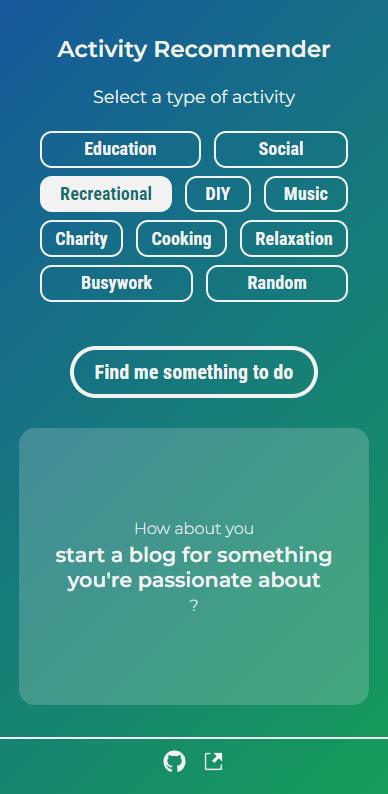 Activity Recommender
Select a type of activity
Education Social
Recreational DIY Music
Charity Cooking Relaxation
Busywork Random
Find me something to do
How about you
start a blog for something
you're passionate about
?